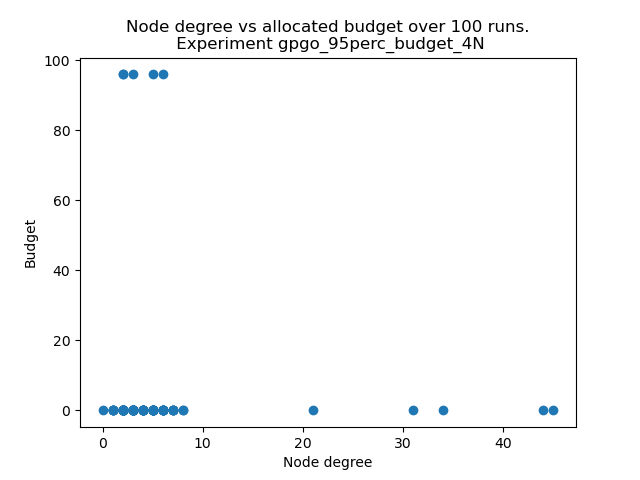 Node degree vs allocated budget over 100 runs.
Experiment gpgo_95perc_budget_4N
100
80
60
40
20
0
Budget
0 10 20 30 40
Node degree